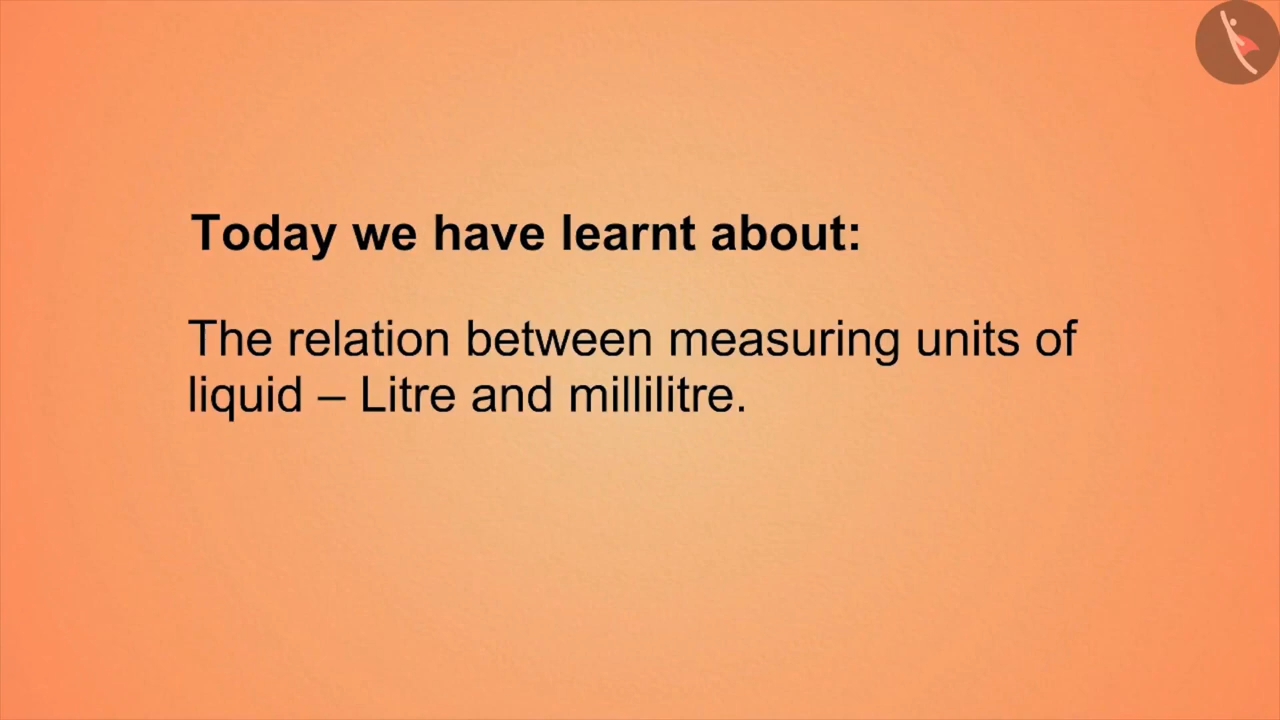 Today we have learnt about:
The relation between measuring units of
liquid – Litre and millilitre.